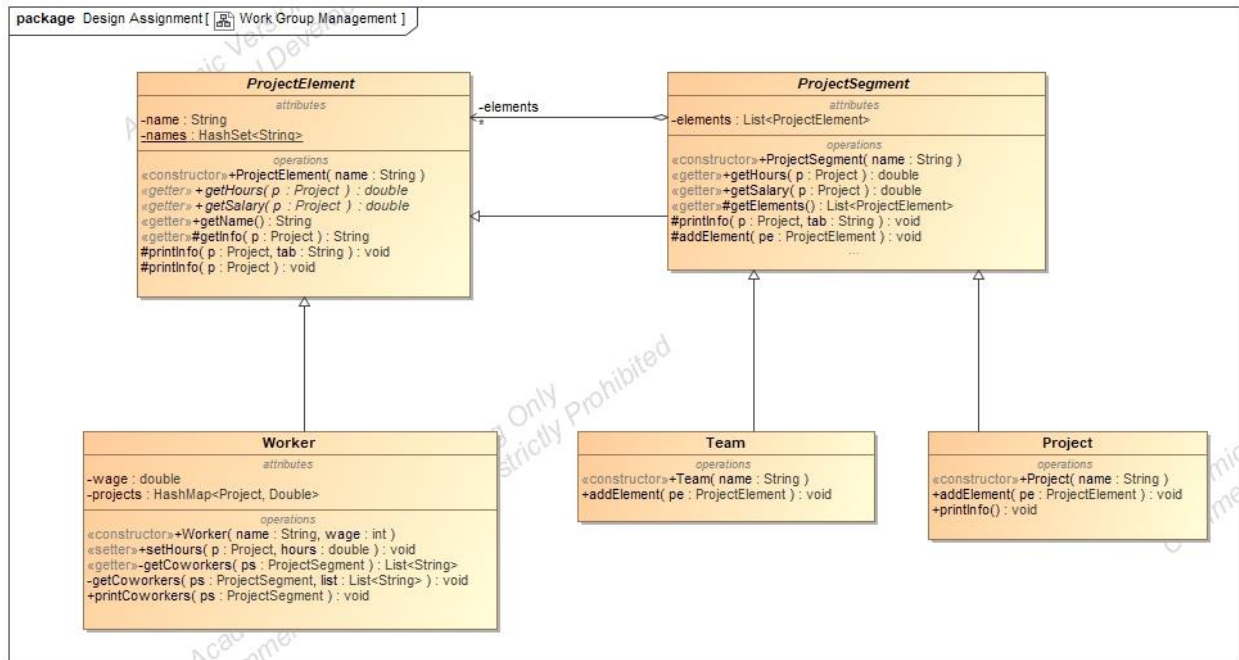 package Design Assignment [ Work Group Management ]
ProjectElement
attributes
-name : String
-names : HashSet<String>
operations
«constructor»+ProjectElement( name : String )
«getter» +getHours( p : Project ) : double
«getter» +getSalary( p : Project ) : double
«getter»+getName() : String
«getter»#getInfo( p : Project ) : String
#printInfo( p : Project, tab : String ) : void
#printInfo( p : Project ) : void
-elements
*
ProjectSegment
attributes
-elements : List<ProjectElement>
operations
«constructor»+ProjectSegment( name : String )
«getter»+getHours( p : Project ) : double
«getter»+getSalary( p : Project ) : double
«getter»#getElements() : List<ProjectElement>
#printInfo( p : Project, tab : String ) : void
#addElement( pe : ProjectElement ) : void
...
Worker
attributes
-wage : double
-projects : HashMap<Project, Double>
operations
«constructor»+Worker( name : String, wage : int )
«setter»+setHours( p : Project, hours : double ) : void
«getter»-getCoworkers( ps : ProjectSegment ) : List<String>
-getCoworkers( ps : ProjectSegment, list : List<String> ) : void
+printCoworkers( ps : ProjectSegment ) : void
Team
operations
«constructor»+Team( name : String )
+addElement( pe : ProjectElement ) : void
Project
operations
«constructor»+Project( name : String )
+addElement( pe : ProjectElement ) : void
+printInfo() : void
Only
Strictly Prohibited